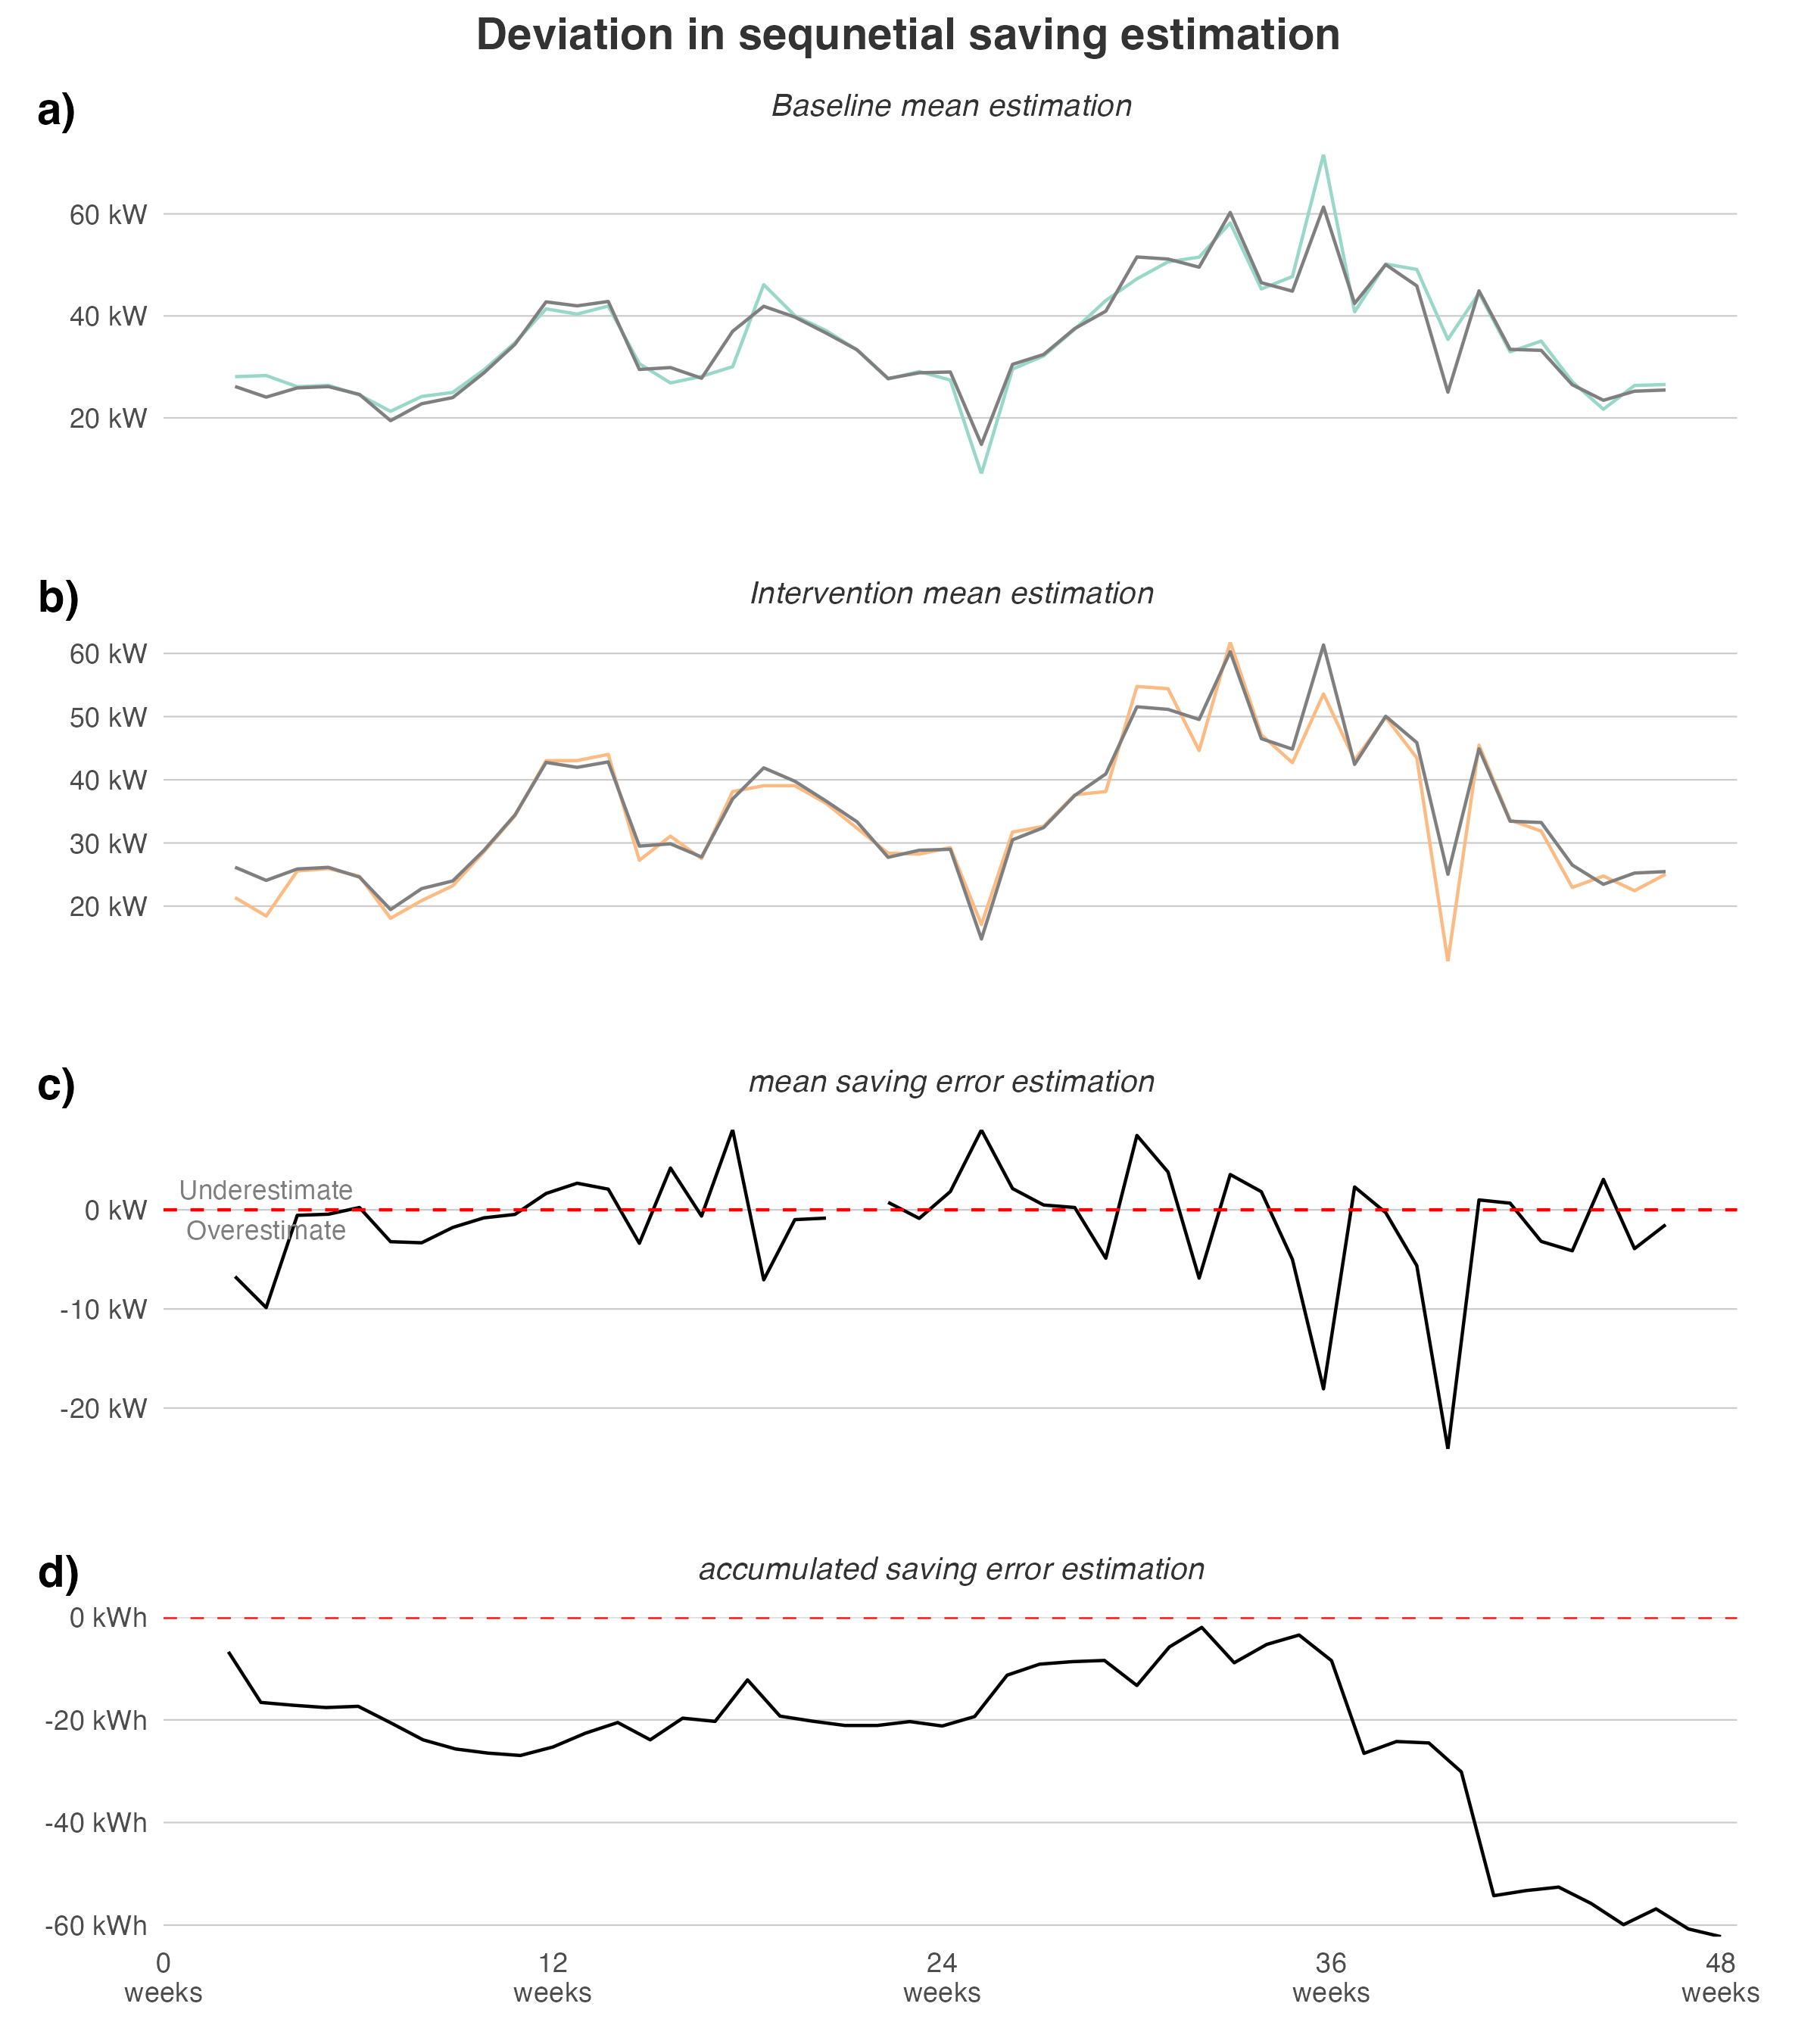 Deviation in sequnetial saving estimation
a)
Baseline mean estimation
60 kW
40 kW
20 kW
b)
Intervention mean estimation
60 kW
50 kW
40 kW
30 kW
20 kW
c)
mean saving error estimation
Underestimate
0 kW
Overestimate
-10 kW
-20 kW
d)
accumulated saving error estimation
0 kWh
-20 kWh
-40 kWh
-60 kWh
0 12 24 36 48
weeks weeks weeks weeks weeks